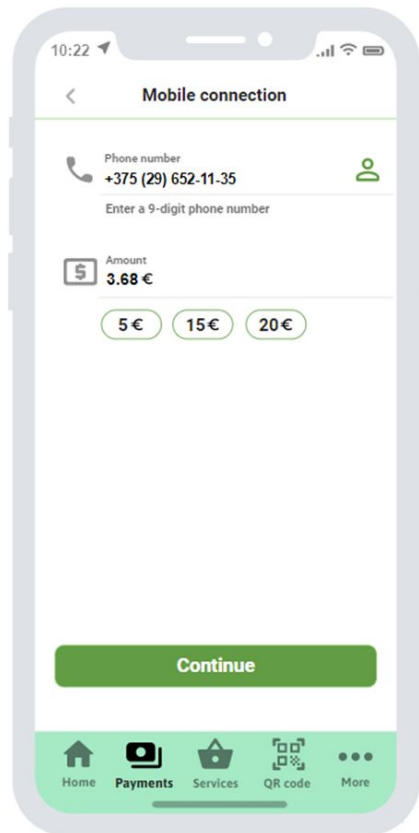 10:22
Mobile connection
Phone number
+375 (29) 652-11-35
Enter a 9-digit phone number
Amount
3.68 €
5 € 15 € 20 €
Continue
Home Payments Services QR code More